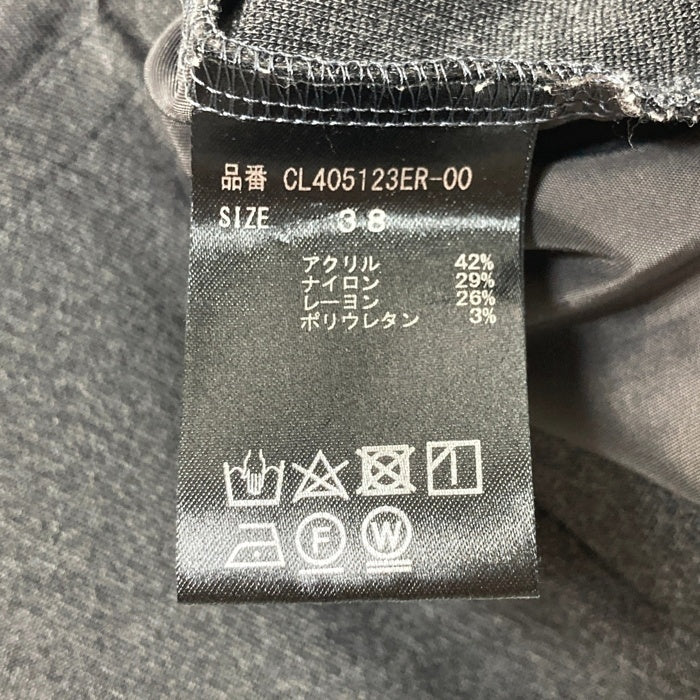 品番 CL405123ER-00
SIZE 38
アクリル 42%
ナイロン 29%
レーヨン 26%
ポリウレタン 3%
F W